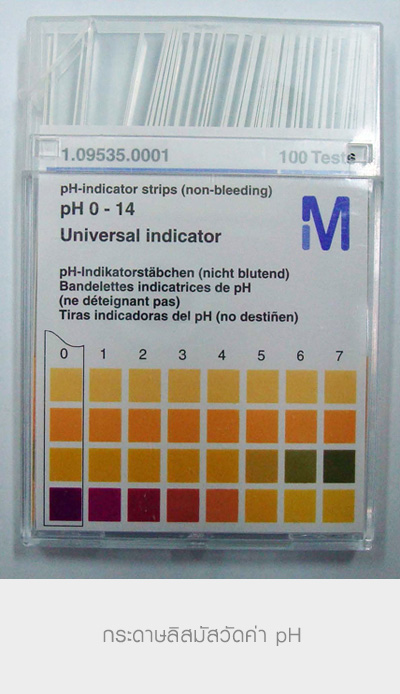 1.09535.0001 100 Tests
pH-indicator strips (non-bleeding)
pH 0 - 14
Universal indicator
M
pH-Indikatorstäbchen (nicht blutend)
Bandelettes indicatrices de pH
(ne déteignant pas)
Tiras indicadoras del pH (no destiñen)
0 1 2 3 4 5 6 7
กระดาษลิสมัสวัดค่า pH